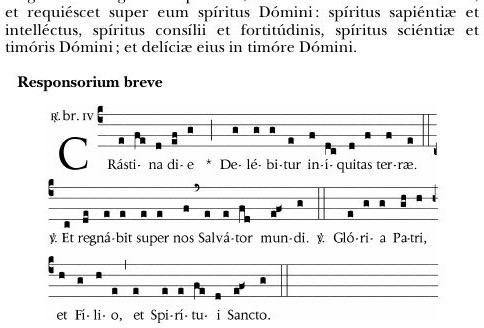 et requiéscet super eum spíritus Dómini: spíritus sapiéntiæ et
intelléctus, spíritus consílii et fortitúdinis, spíritus sciéntiæ et
timóris Dómini; et delíciæ eius in timóre Dómini.
Responsorium breve
℟. br. IV
CRásti- na di- e * De- lé- bi- tur in- í- quitas ter- ræ.
℣. Et regná- bit super nos Salvá- tor mun- di. ℣. Gló- ri- a Pa- tri,
et Fí- li- o, et Spi- rí- tu- i Sancto.